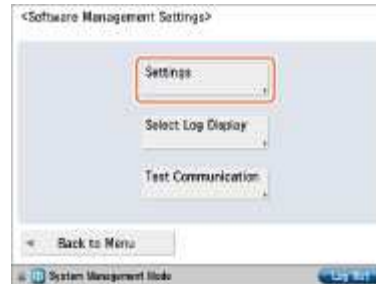 <Software Management Settings>
Settings
Select Log Display
Test Communication
Back to Menu
System Management Mode
Log Out